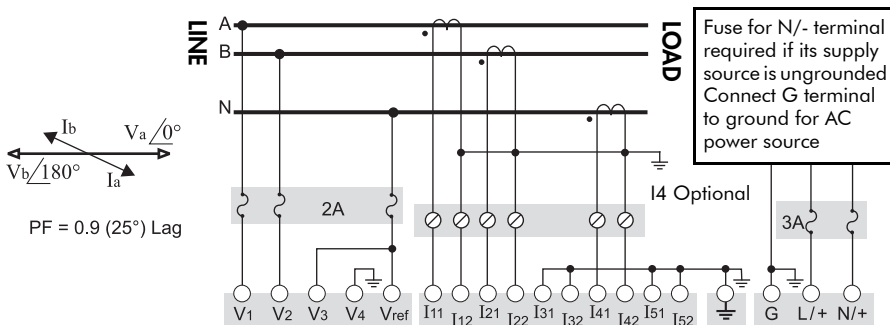 A
B
N
LINE
LOAD
Fuse for N/- terminal
required if its supply
source is ungrounded
Connect G terminal
to ground for AC
power source
Ib
Va/0°
Vb/180°
Ia
PF = 0.9 (25°) Lag
2A
I4 Optional
3A
V1 V2 V3 V4 Vref I11 I12 I21 I22 I31 I32 I41 I42 I51 I52 G L/+ N/+